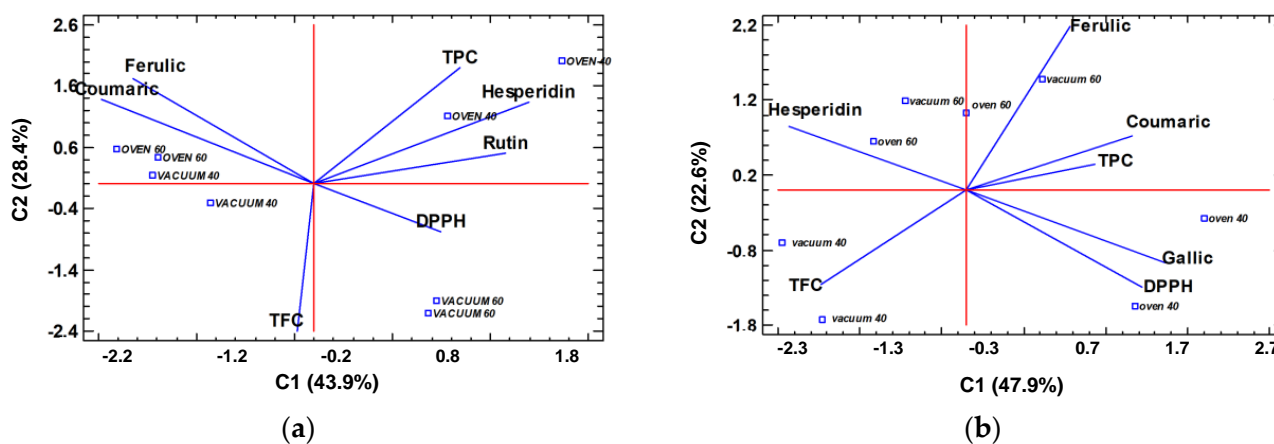 2.6
1.6
0.6
-0.4
-1.4
-2.4
C2 (28.4%)
Ferulic
Coumaric
TPC
Hesperidin
Rutin
DPPH
TFC
OVEN 40
OVEN 40
OVEN 60
OVEN 60
VACUUM 40
VACUUM 40
VACUUM 60
VACUUM 60
-2.2 -1.2 -0.2 0.8 1.8
C1 (43.9%)
(a)
2.2
1.2
0.2
-0.8
-1.8
C2 (22.6%)
Ferulic
vacuum 60
vacuum 60
oven 60
Hesperidin
Coumaric
oven 60
TPC
oven 40
vacuum 40
Gallic
TFC
DPPH
oven 40
vacuum 40
-2.3 -1.3 -0.3 0.7 1.7 2.7
C1 (47.9%)
(b)